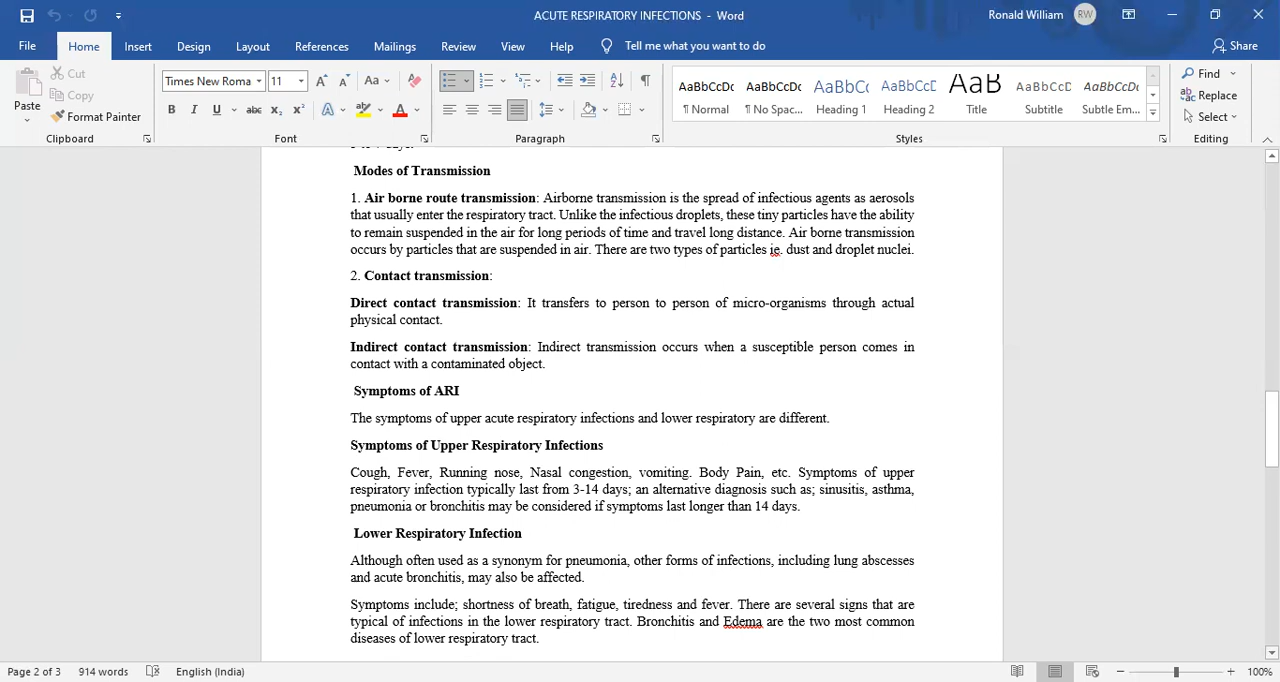 ACUTE RESPIRATORY INFECTIONS - Word
Ronald William RW
File Home Insert Design Layout References Mailings Review View Help Tell me what you want to do Share
Paste
Cut
Copy
Format Painter
Clipboard
Times New Roma 11
Aa
B I U abc x₂ x² A A
Font
Paragraph
AaBbCcDc AaBbCcDc AaBbC AaBbCcD AaB AaBbCcD AaBbCcDc
¶ Normal ¶ No Spac... Heading 1 Heading 2 Title Subtitle Subtle Em...
Styles
Find
Replace
Select
Editing
Modes of Transmission
1. Air borne route transmission: Airborne transmission is the spread of infectious agents as aerosols
that usually enter the respiratory tract. Unlike the infectious droplets, these tiny particles have the ability
to remain suspended in the air for long periods of time and travel long distance. Air borne transmission
occurs by particles that are suspended in air. There are two types of particles ie. dust and droplet nuclei.
2. Contact transmission:
Direct contact transmission: It transfers to person to person of micro-organisms through actual
physical contact.
Indirect contact transmission: Indirect transmission occurs when a susceptible person comes in
contact with a contaminated object.
Symptoms of ARI
The symptoms of upper acute respiratory infections and lower respiratory are different.
Symptoms of Upper Respiratory Infections
Cough, Fever, Running nose, Nasal congestion, vomiting. Body Pain, etc. Symptoms of upper
respiratory infection typically last from 3-14 days; an alternative diagnosis such as; sinusitis, asthma,
pneumonia or bronchitis may be considered if symptoms last longer than 14 days.
Lower Respiratory Infection
Although often used as a synonym for pneumonia, other forms of infections, including lung abscesses
and acute bronchitis, may also be affected.
Symptoms include; shortness of breath, fatigue, tiredness and fever. There are several signs that are
typical of infections in the lower respiratory tract. Bronchitis and Edema are the two most common
diseases of lower respiratory tract.
Page 2 of 3 914 words English (India) 100%